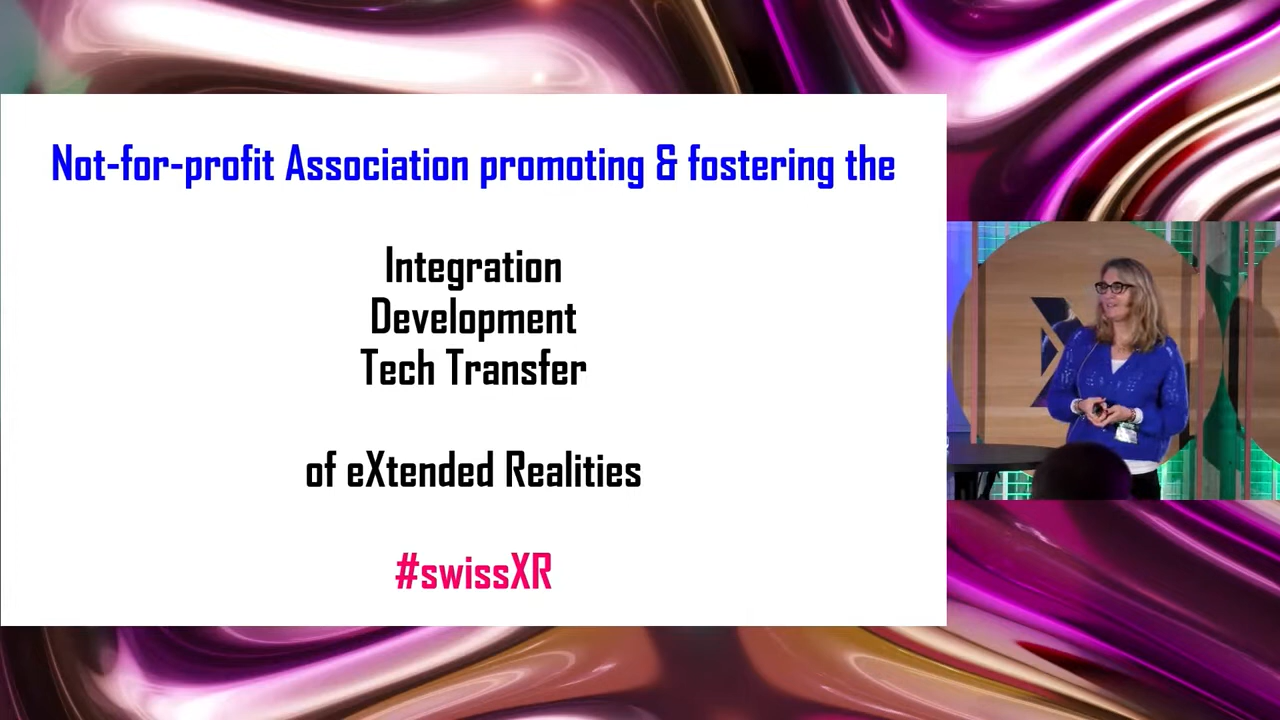 Not-for-profit Association promoting & fostering the
Integration
Development
Tech Transfer
of eXtended Realities
#swissXR